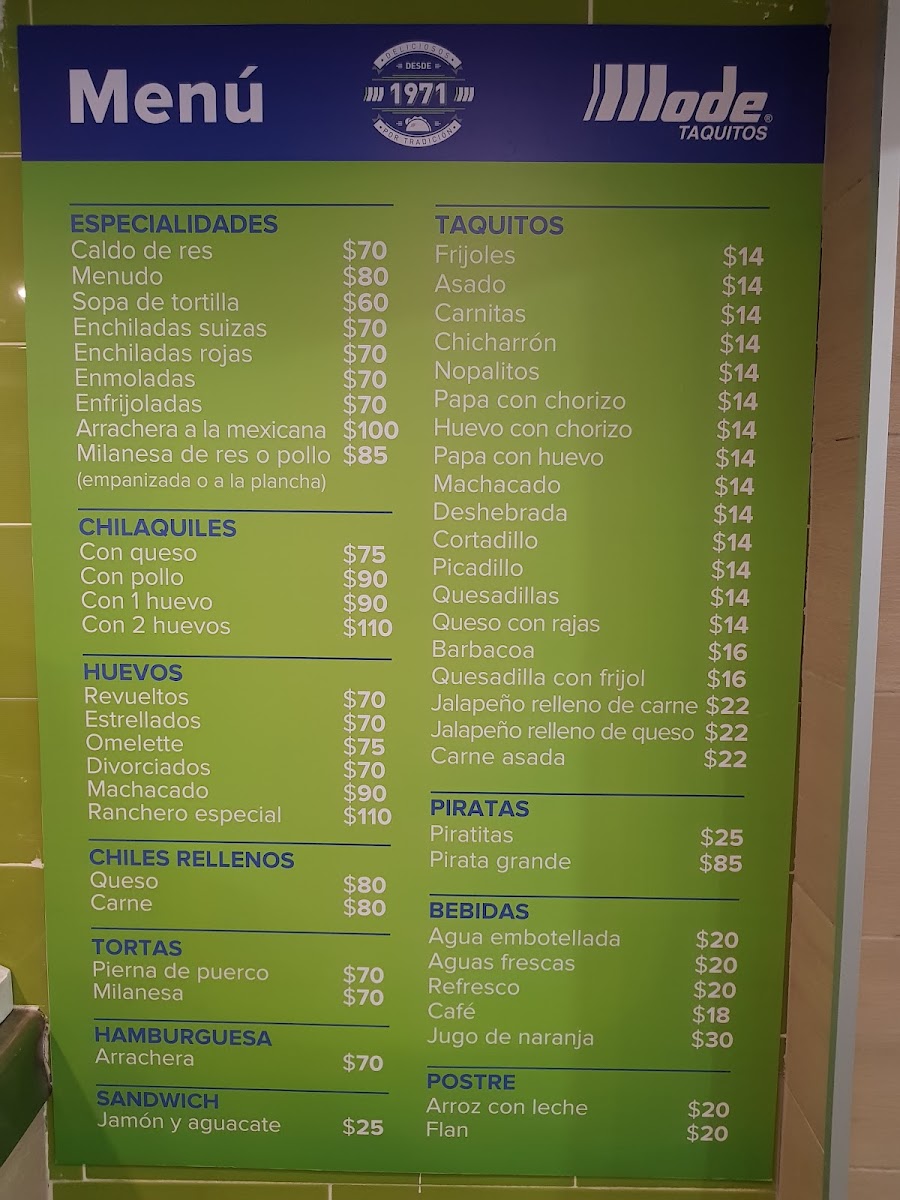 Menú
DELICIOSOS
DESDE
1971
POR TRADICIÓN
Mode®
TAQUITOS
ESPECIALIDADES
Caldo de res $70
Menudo $80
Sopa de tortilla $60
Enchiladas suizas $70
Enchiladas rojas $70
Enmoladas $70
Enfrijoladas $70
Arrachera a la mexicana $100
Milanesa de res o pollo $85
(empanizada o a la plancha)
CHILAQUILES
Con queso $75
Con pollo $90
Con 1 huevo $90
Con 2 huevos $110
HUEVOS
Revueltos $70
Estrellados $70
Omelette $75
Divorciados $70
Machacado $90
Ranchero especial $110
CHILES RELLENOS
Queso $80
Carne $80
TORTAS
Pierna de puerco $70
Milanesa $70
HAMBURGUESA
Arrachera $70
SANDWICH
Jamón y aguacate $25
TAQUITOS
Frijoles $14
Asado $14
Carnitas $14
Chicharrón $14
Nopalitos $14
Papa con chorizo $14
Huevo con chorizo $14
Papa con huevo $14
Machacado $14
Deshebrada $14
Cortadillo $14
Picadillo $14
Quesadillas $14
Queso con rajas $14
Barbacoa $16
Quesadilla con frijol $16
Jalapeño relleno de carne $22
Jalapeño relleno de queso $22
Carne asada $22
PIRATAS
Piratitas $25
Pirata grande $85
BEBIDAS
Agua embotellada $20
Aguas frescas $20
Refresco $20
Café $18
Jugo de naranja $30
POSTRE
Arroz con leche $20
Flan $20